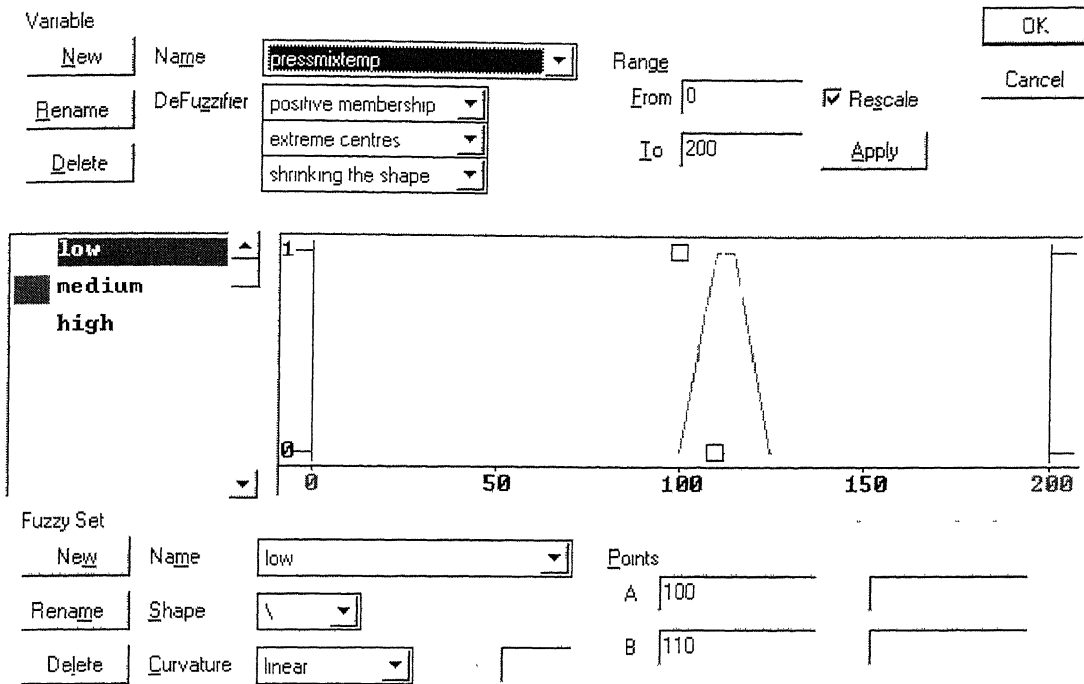 Variable
New
Name
pressmixtemp
Rename
DeFuzzifier
positive membership
extreme centres
Delete
shrinking the shape
Range
From
0
Rescale
To
200
Apply
OK
Cancel
low
medium
high
1
0
0 50 100 150 200
Fuzzy Set
New
Name
low
Rename
Shape
\
Delete
Curvature
linear
Points
A
100
B
110